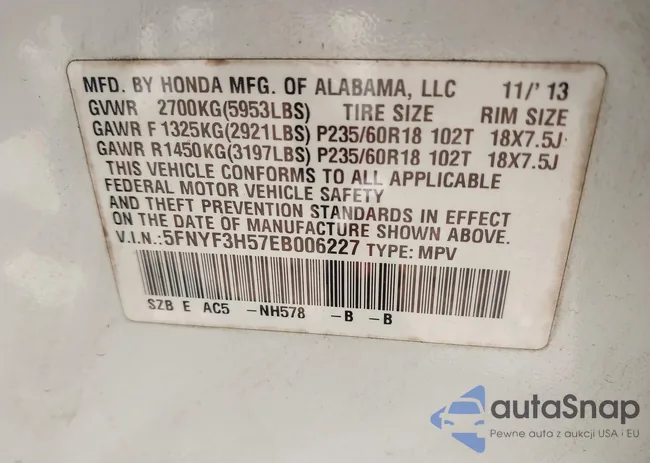 MFD. BY HONDA MFG. OF ALABAMA, LLC 11/' 13
GVWR 2700KG(5953LBS) TIRE SIZE RIM SIZE
GAWR F 1325KG(2921LBS) P235/60R18 102T 18X7.5J
GAWR R1450KG(3197LBS) P235/60R18 102T 18X7.5J
THIS VEHICLE CONFORMS TO ALL APPLICABLE
FEDERAL MOTOR VEHICLE SAFETY
AND THEFT PREVENTION STANDARDS IN EFFECT
ON THE DATE OF MANUFACTURE SHOWN ABOVE.
V.I.N.:5FNYF3H57EB006227 TYPE: MPV
SZB E AC5 -NH578 -B -B
autaSnap
Pewne auta z aukcji USA i EU